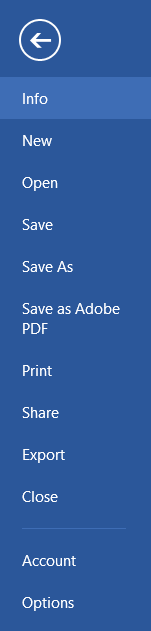 Info
New
Open
Save
Save As
Save as Adobe
PDF
Print
Share
Export
Close
Account
Options